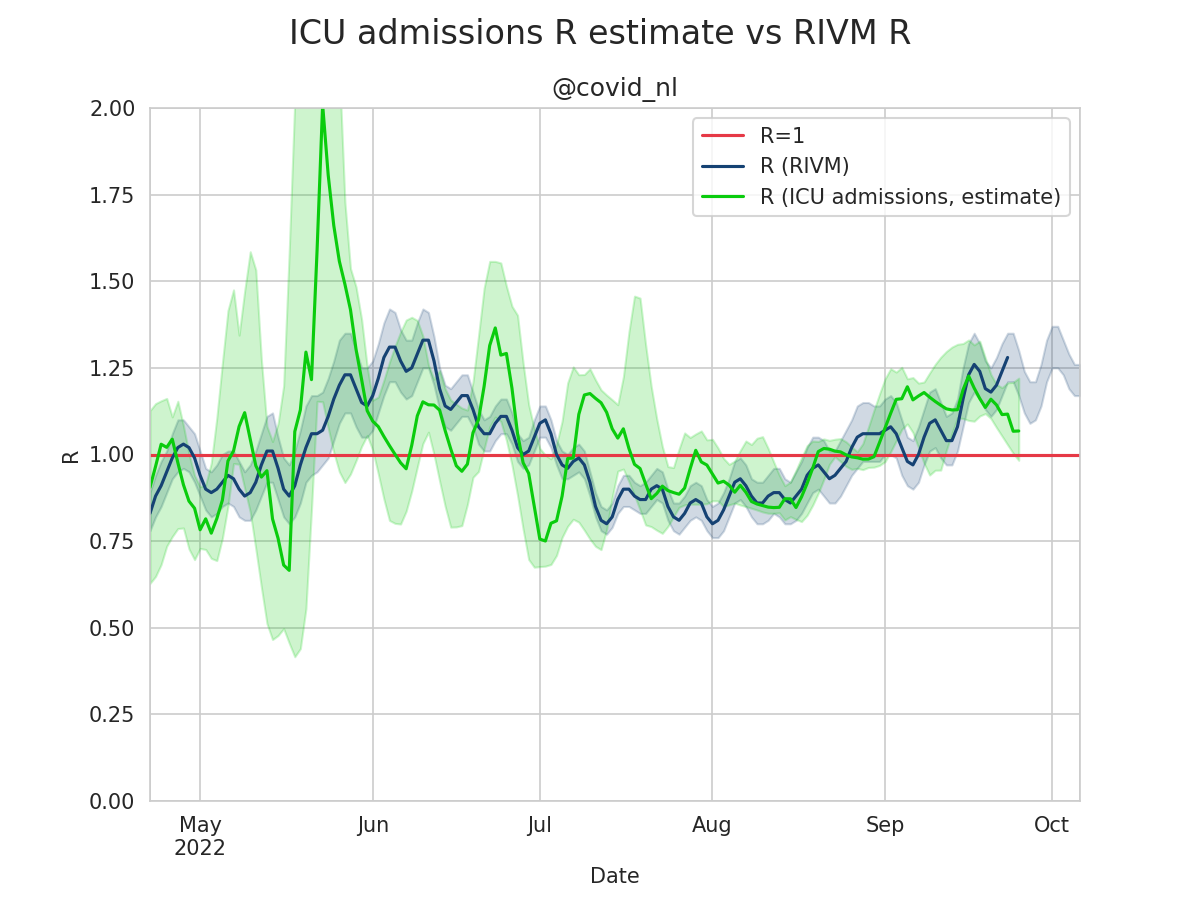 ICU admissions R estimate vs RIVM R
@covid_nl
R=1
R (RIVM)
R (ICU admissions, estimate)
2.00
1.75
1.50
1.25
1.00
0.75
0.50
0.25
0.00
R
May Jun Jul Aug Sep Oct
2022
Date